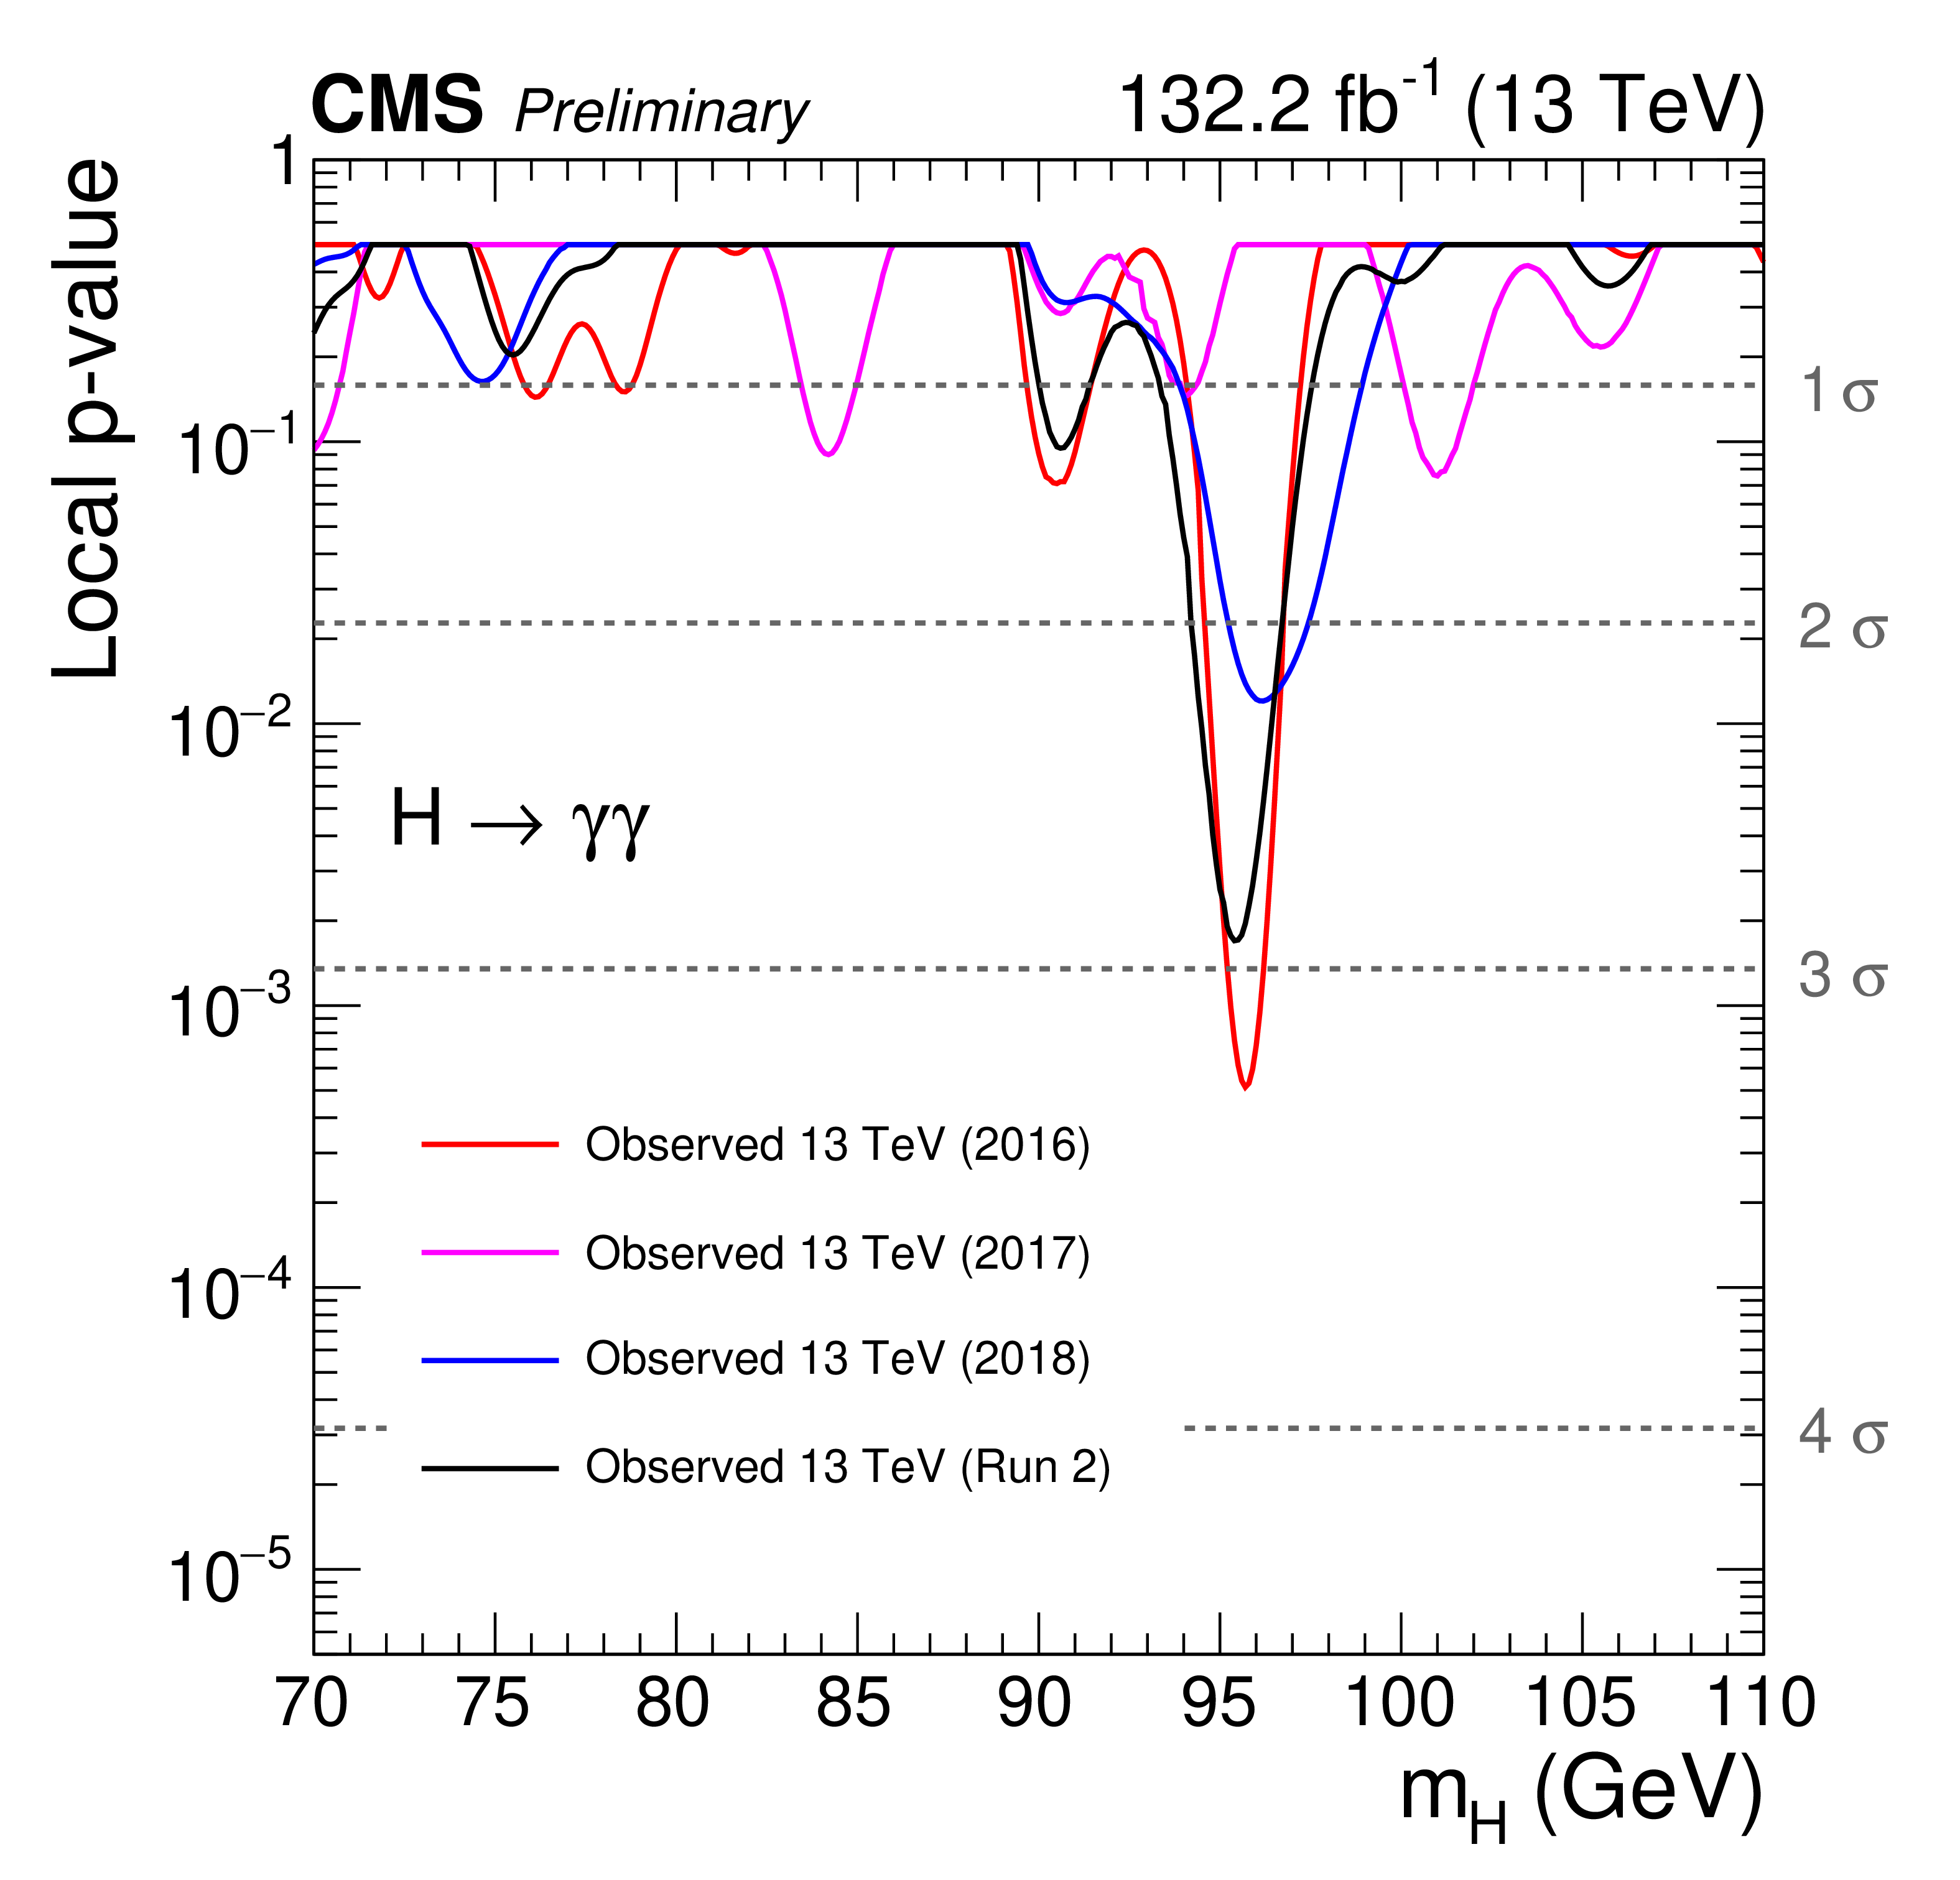 CMS Preliminary 132.2 fb⁻¹ (13 TeV)
Local p-value
1
10⁻¹
10⁻²
10⁻³
10⁻⁴
10⁻⁵
1 σ
2 σ
3 σ
4 σ
H → γγ
Observed 13 TeV (2016)
Observed 13 TeV (2017)
Observed 13 TeV (2018)
Observed 13 TeV (Run 2)
70 75 80 85 90 95 100 105 110
m_H (GeV)